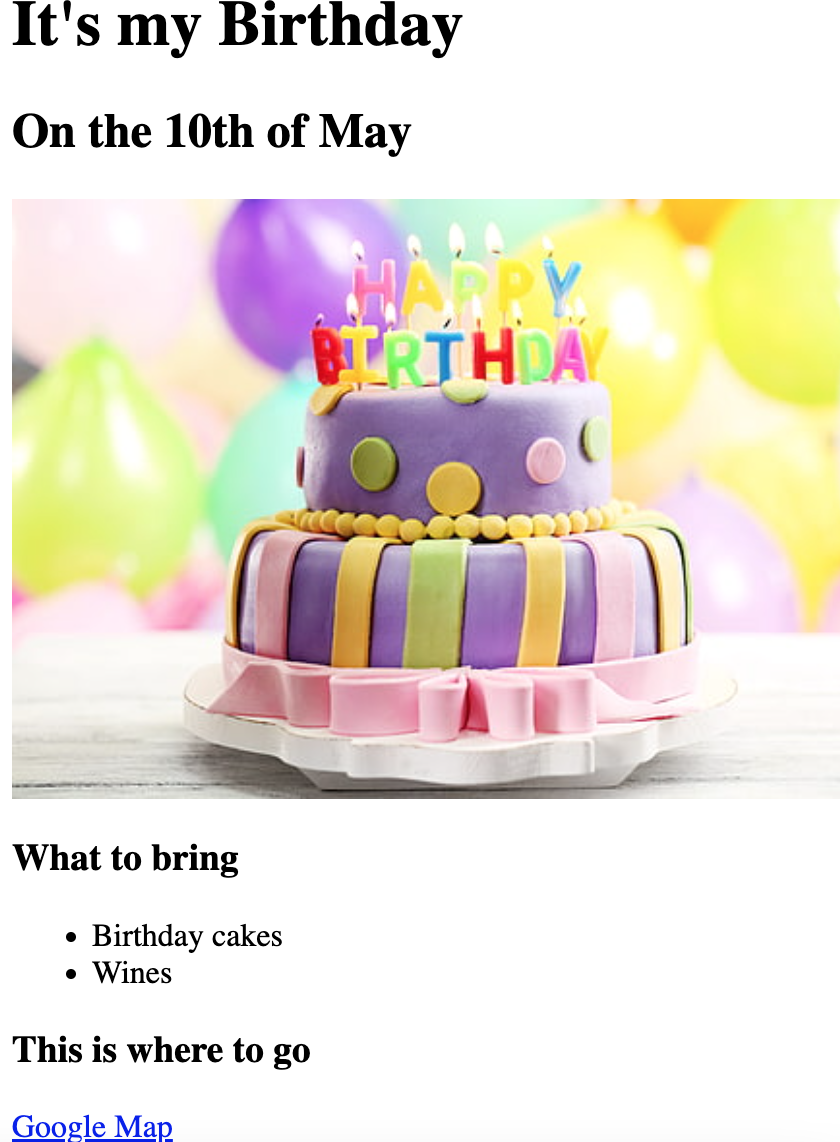 It's my Birthday
On the 10th of May
HAPPY
BIRTHDAY
What to bring
Birthday cakes
Wines
This is where to go
Google Map